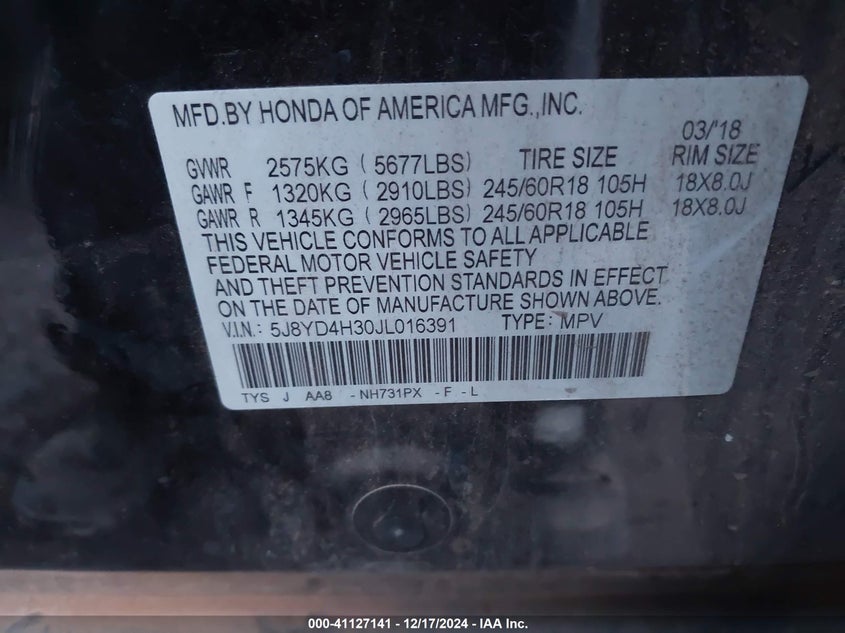 MFD.BY HONDA OF AMERICA MFG.,INC.
03/'18
GVWR 2575KG (5677LBS) TIRE SIZE RIM SIZE
GAWR F 1320KG (2910LBS) 245/60R18 105H 18X8.0J
GAWR R 1345KG (2965LBS) 245/60R18 105H 18X8.0J
THIS VEHICLE CONFORMS TO ALL APPLICABLE
FEDERAL MOTOR VEHICLE SAFETY
AND THEFT PREVENTION STANDARDS IN EFFECT
ON THE DATE OF MANUFACTURE SHOWN ABOVE.
V.I.N.: 5J8YD4H30JL016391 TYPE: MPV
TYS J AA8 -NH731PX -F -L
000-41127141 - 12/17/2024 - IAA Inc.